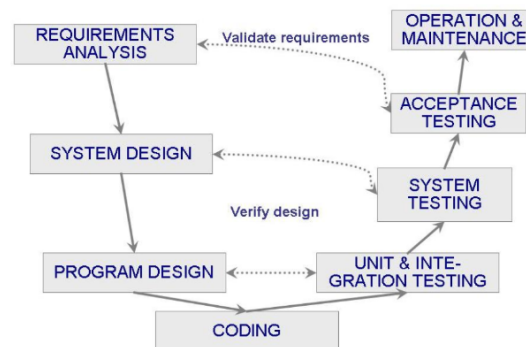 REQUIREMENTS
ANALYSIS
Validate requirements
OPERATION &
MAINTENANCE
ACCEPTANCE
TESTING
SYSTEM DESIGN
SYSTEM
TESTING
Verify design
PROGRAM DESIGN
UNIT & INTE-
GRATION TESTING
CODING